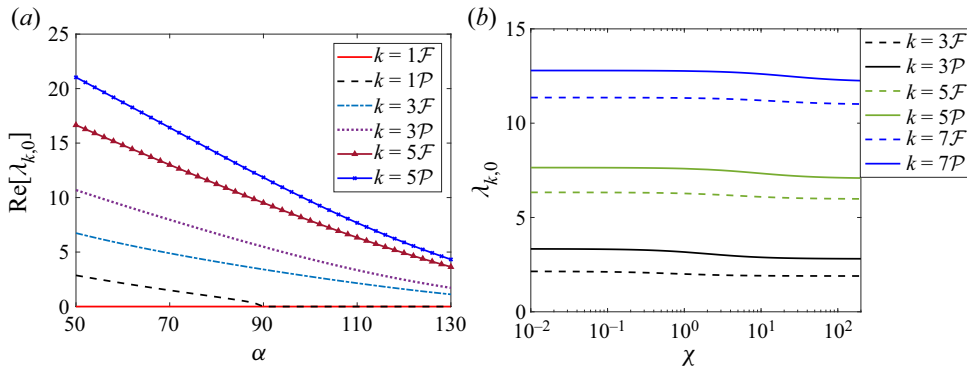 (a)
25
20
15
10
5
0
Re[λk,0]
50
70
90
110
130
α
k = 1ℱ
k = 1𝒫
k = 3ℱ
k = 3𝒫
k = 5ℱ
k = 5𝒫
(b)
15
10
5
0
λk,0
10−2
10−1
100
101
102
χ
k = 3ℱ
k = 3𝒫
k = 5ℱ
k = 5𝒫
k = 7ℱ
k = 7𝒫